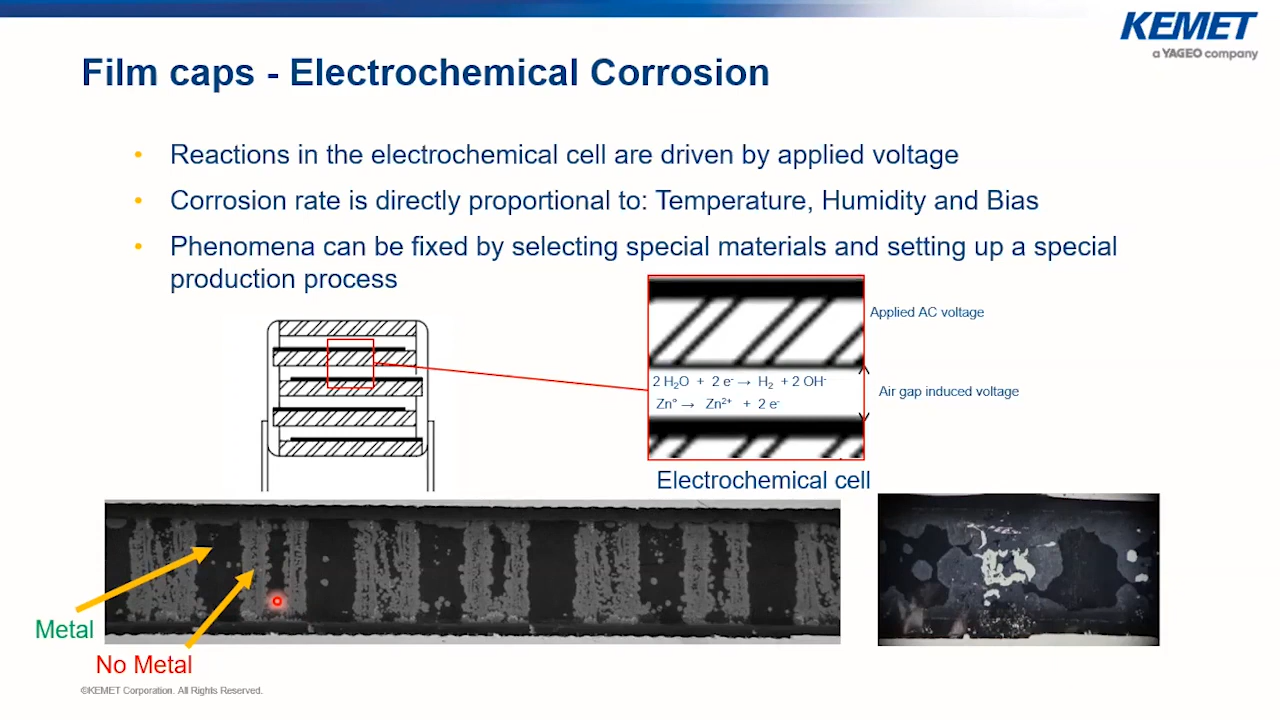 KEMET
a YAGEO company
Film caps - Electrochemical Corrosion
• Reactions in the electrochemical cell are driven by applied voltage
• Corrosion rate is directly proportional to: Temperature, Humidity and Bias
• Phenomena can be fixed by selecting special materials and setting up a special
production process
Applied AC voltage
2 H₂O + 2 e⁻ → H₂ + 2 OH⁻
Zn° → Zn²⁺ + 2 e⁻
Air gap induced voltage
Electrochemical cell
Metal
No Metal
©KEMET Corporation. All Rights Reserved.